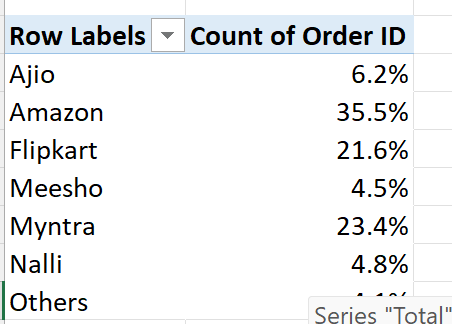 Row Labels Count of Order ID
Ajio 6.2%
Amazon 35.5%
Flipkart 21.6%
Meesho 4.5%
Myntra 23.4%
Nalli 4.8%
Others
Series "Total"